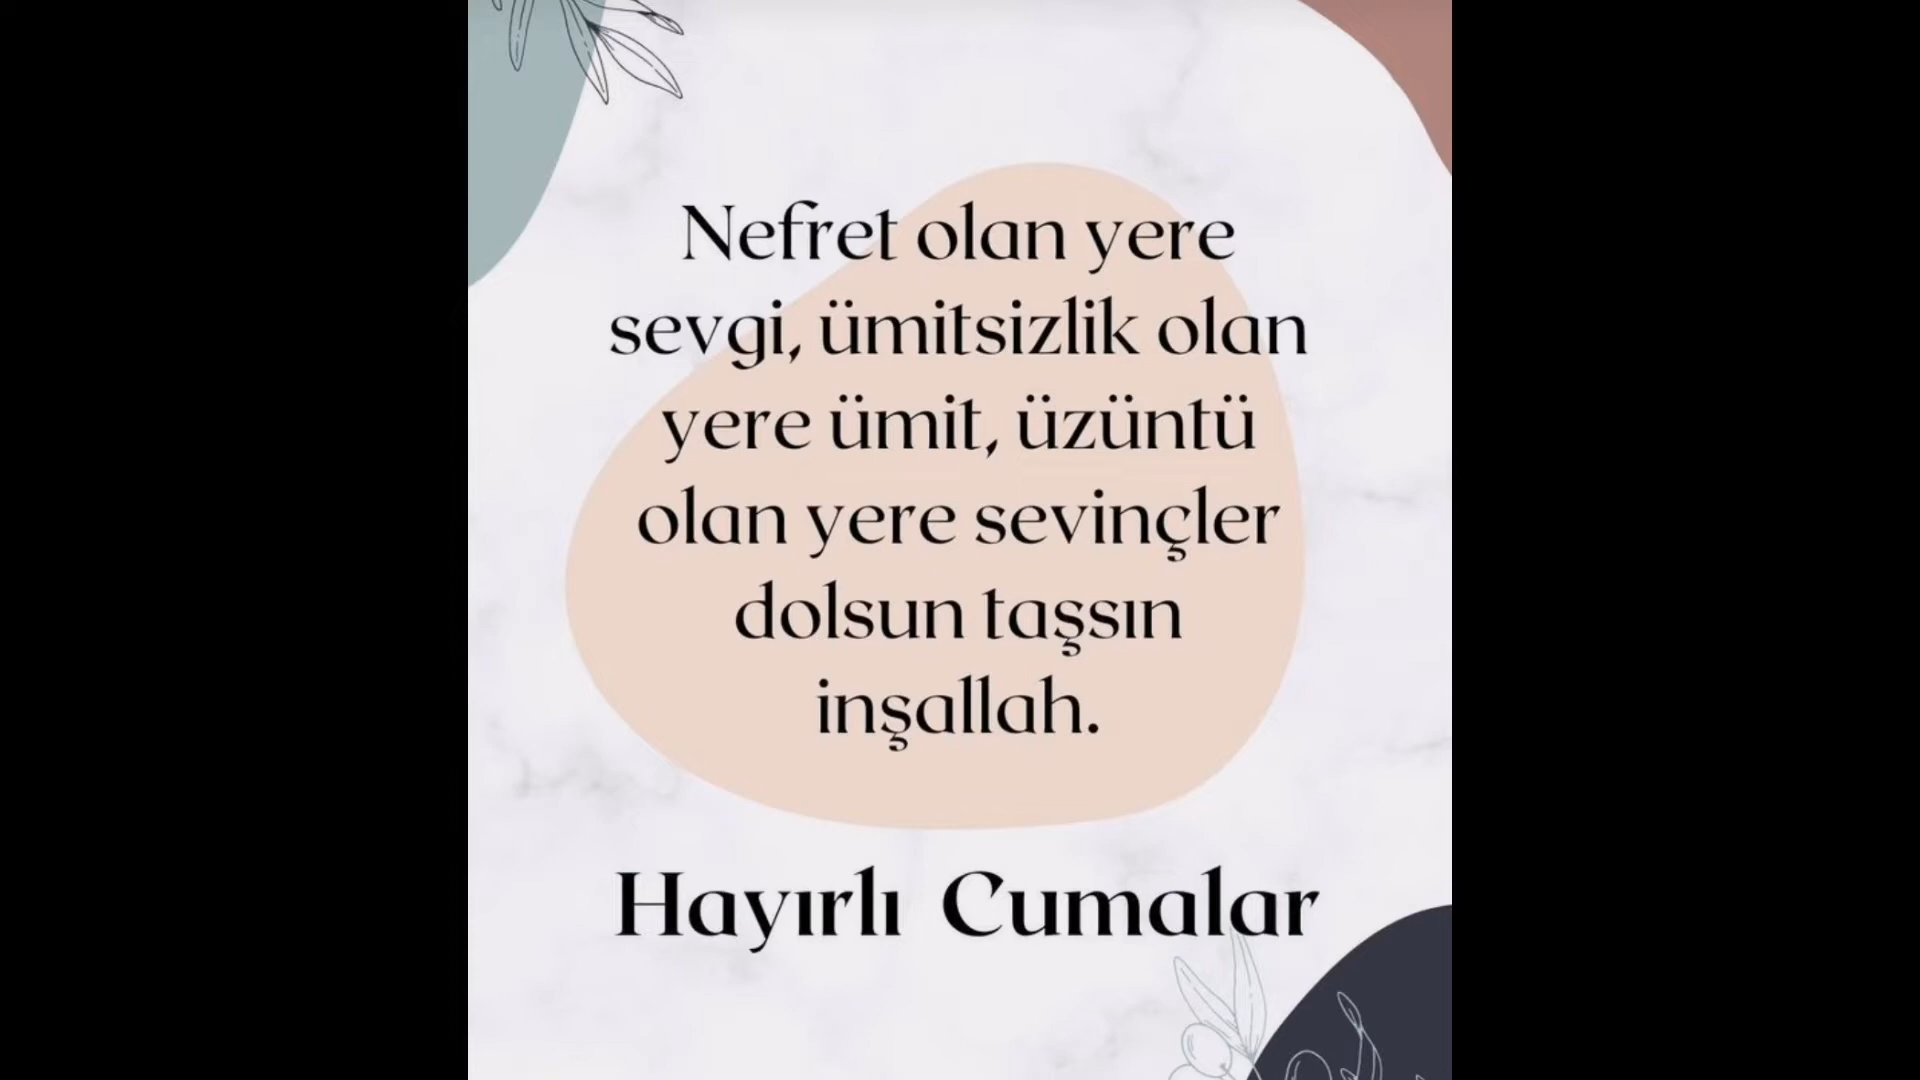 Nefret olan yere
sevgi, ümitsizlik olan
yere ümit, üzüntü
olan yere sevinçler
dolsun taşsın
inşallah.
Hayırlı Cumalar